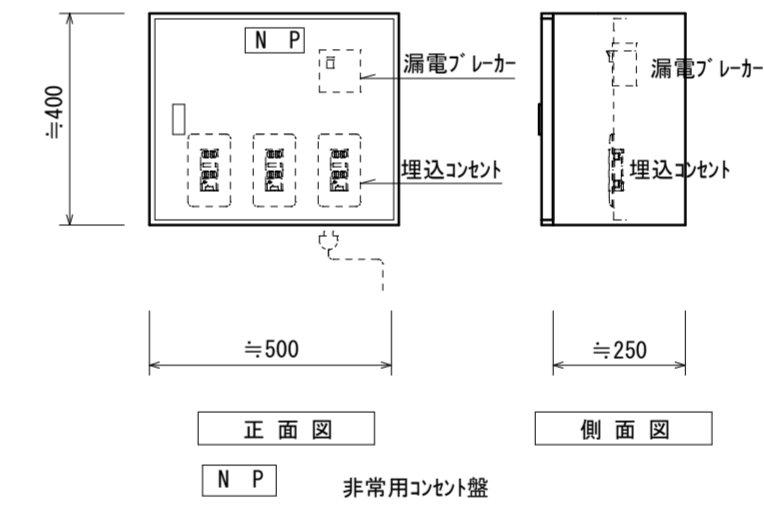 N P
漏電ブレーカー
埋込コンセント
≒400
≒500
正面図
漏電ブレーカー
埋込コンセント
≒250
側面図
N P
非常用コンセント盤